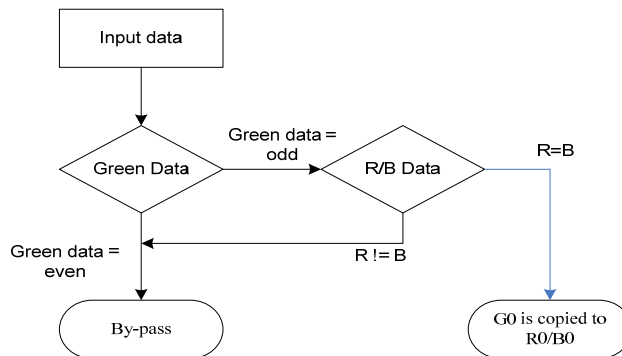 Input data
Green Data
Green data =
odd
R/B Data
R=B
Green data =
even
R != B
By-pass
G0 is copied to
R0/B0